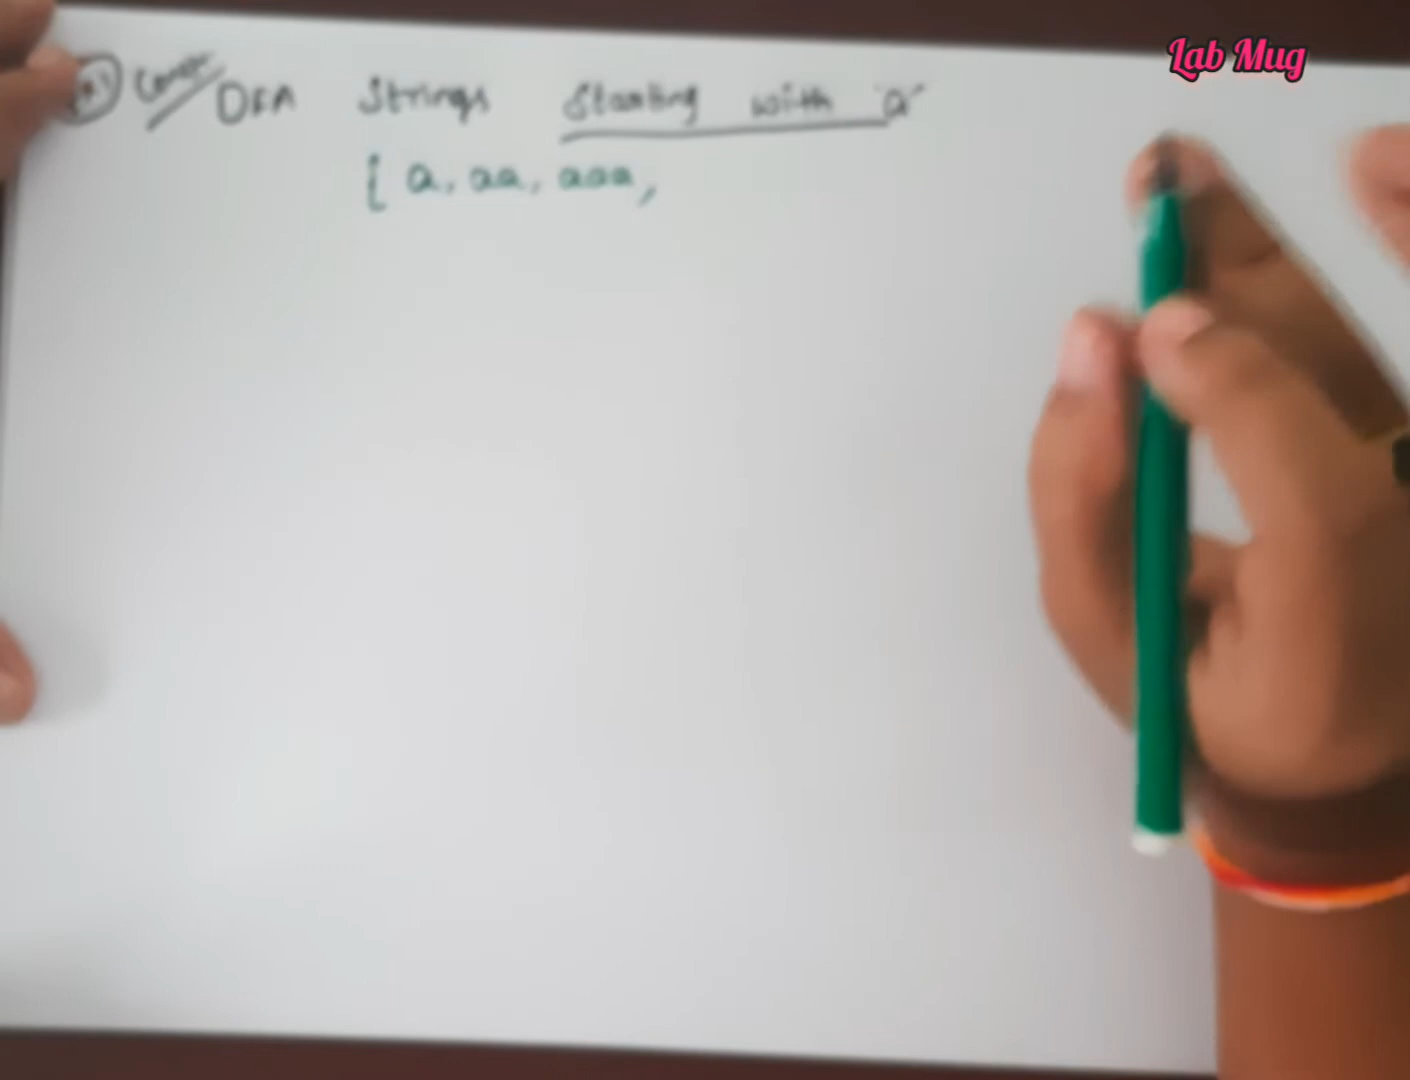 Lab Mug
DFA Strings Starting with 'a'
{ a, aa, aaa,